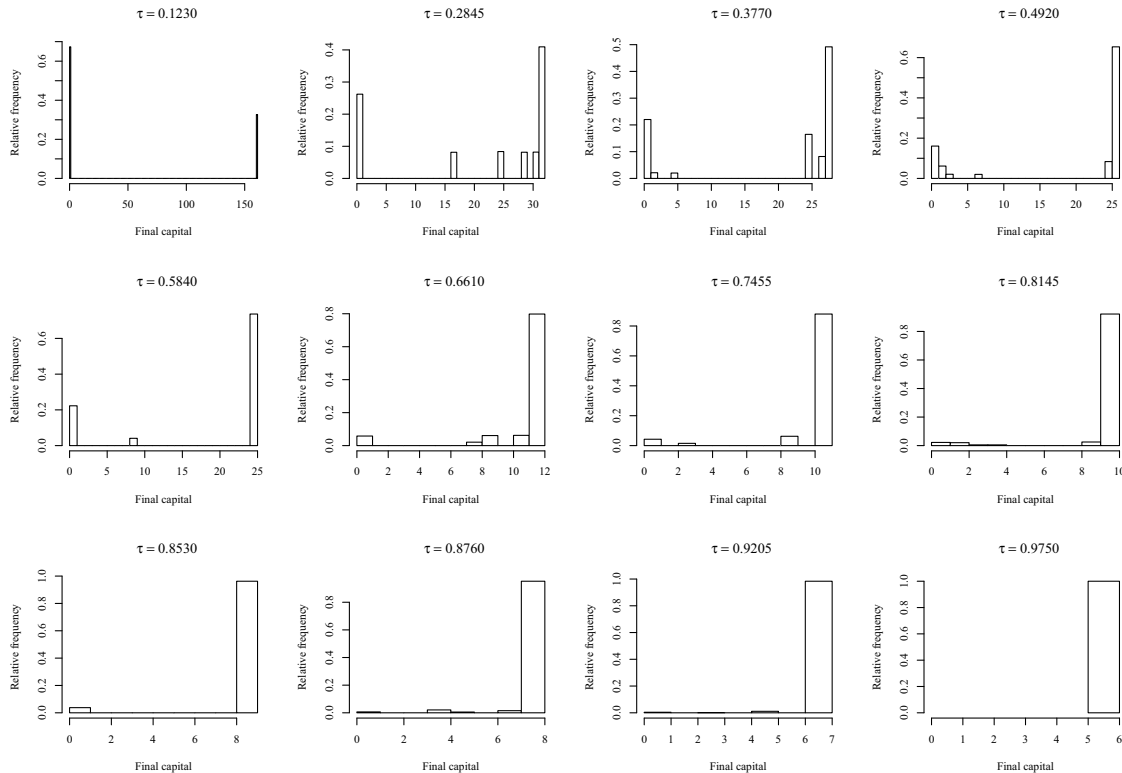 τ = 0.1230
Relative frequency
0.0 0.2 0.4 0.6
0 50 100 150
Final capital
τ = 0.2845
Relative frequency
0.0 0.1 0.2 0.3 0.4
0 5 10 15 20 25 30
Final capital
τ = 0.3770
Relative frequency
0.0 0.1 0.2 0.3 0.4 0.5
0 5 10 15 20 25
Final capital
τ = 0.4920
Relative frequency
0.0 0.2 0.4 0.6
0 5 10 15 20 25
Final capital
τ = 0.5840
Relative frequency
0.0 0.2 0.4 0.6
0 5 10 15 20 25
Final capital
τ = 0.6610
Relative frequency
0.0 0.2 0.4 0.6 0.8
0 2 4 6 8 10 12
Final capital
τ = 0.7455
Relative frequency
0.0 0.2 0.4 0.6 0.8
0 2 4 6 8 10
Final capital
τ = 0.8145
Relative frequency
0.0 0.2 0.4 0.6 0.8
0 2 4 6 8 10
Final capital
τ = 0.8530
Relative frequency
0.0 0.2 0.4 0.6 0.8 1.0
0 2 4 6 8
Final capital
τ = 0.8760
Relative frequency
0.0 0.2 0.4 0.6 0.8
0 2 4 6 8
Final capital
τ = 0.9205
Relative frequency
0.0 0.2 0.4 0.6 0.8 1.0
0 1 2 3 4 5 6 7
Final capital
τ = 0.9750
Relative frequency
0.0 0.2 0.4 0.6 0.8 1.0
0 1 2 3 4 5 6
Final capital